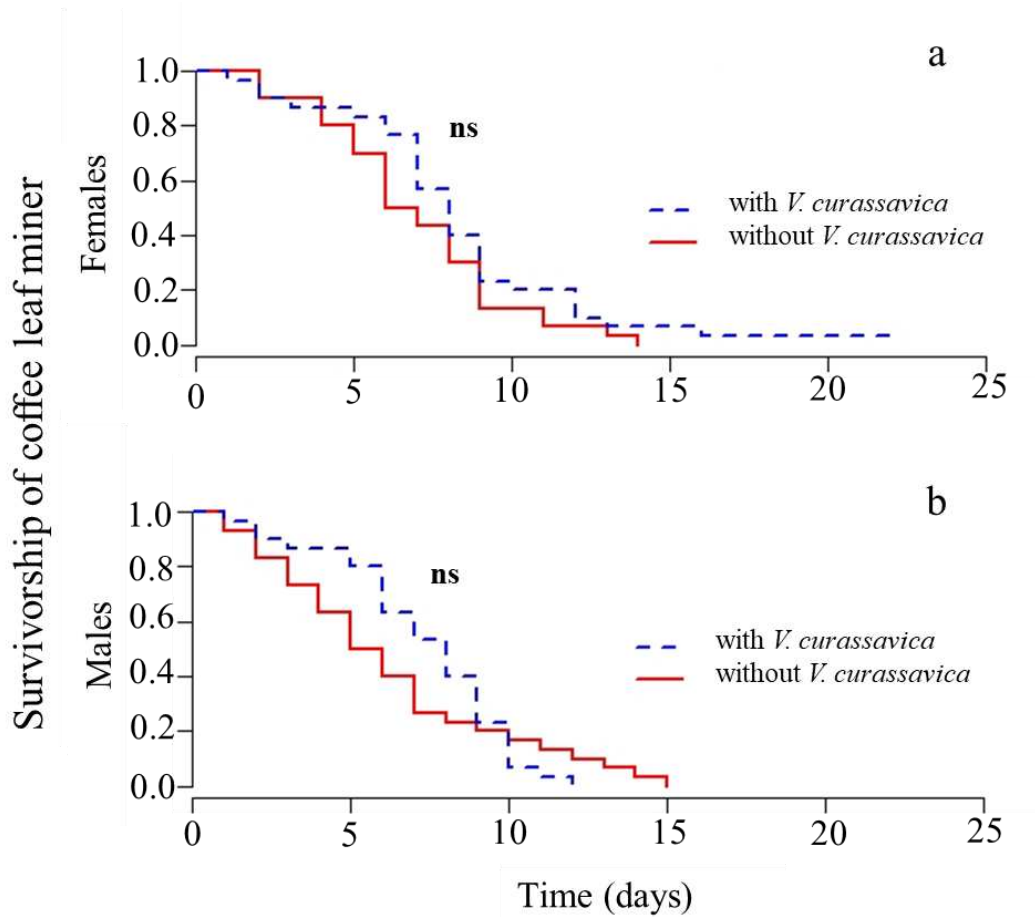 Survivorship of coffee leaf miner
a
Females
1.0
0.8
0.6
0.4
0.2
0.0
ns
with V. curassavica
without V. curassavica
0 5 10 15 20 25
b
Males
1.0
0.8
0.6
0.4
0.2
0.0
ns
with V. curassavica
without V. curassavica
0 5 10 15 20 25
Time (days)